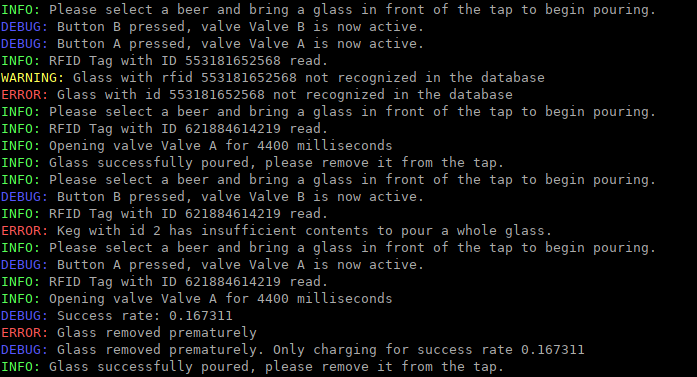 INFO: Please select a beer and bring a glass in front of the tap to begin pouring.
DEBUG: Button B pressed, valve Valve B is now active.
DEBUG: Button A pressed, valve Valve A is now active.
INFO: RFID Tag with ID 553181652568 read.
WARNING: Glass with rfid 553181652568 not recognized in the database
ERROR: Glass with id 553181652568 not recognized in the database
INFO: Please select a beer and bring a glass in front of the tap to begin pouring.
INFO: RFID Tag with ID 621884614219 read.
INFO: Opening valve Valve A for 4400 milliseconds
INFO: Glass successfully poured, please remove it from the tap.
INFO: Please select a beer and bring a glass in front of the tap to begin pouring.
DEBUG: Button B pressed, valve Valve B is now active.
INFO: RFID Tag with ID 621884614219 read.
ERROR: Keg with id 2 has insufficient contents to pour a whole glass.
INFO: Please select a beer and bring a glass in front of the tap to begin pouring.
DEBUG: Button A pressed, valve Valve A is now active.
INFO: RFID Tag with ID 621884614219 read.
INFO: Opening valve Valve A for 4400 milliseconds
DEBUG: Success rate: 0.167311
ERROR: Glass removed prematurely
DEBUG: Glass removed prematurely. Only charging for success rate 0.167311
INFO: Glass successfully poured, please remove it from the tap.